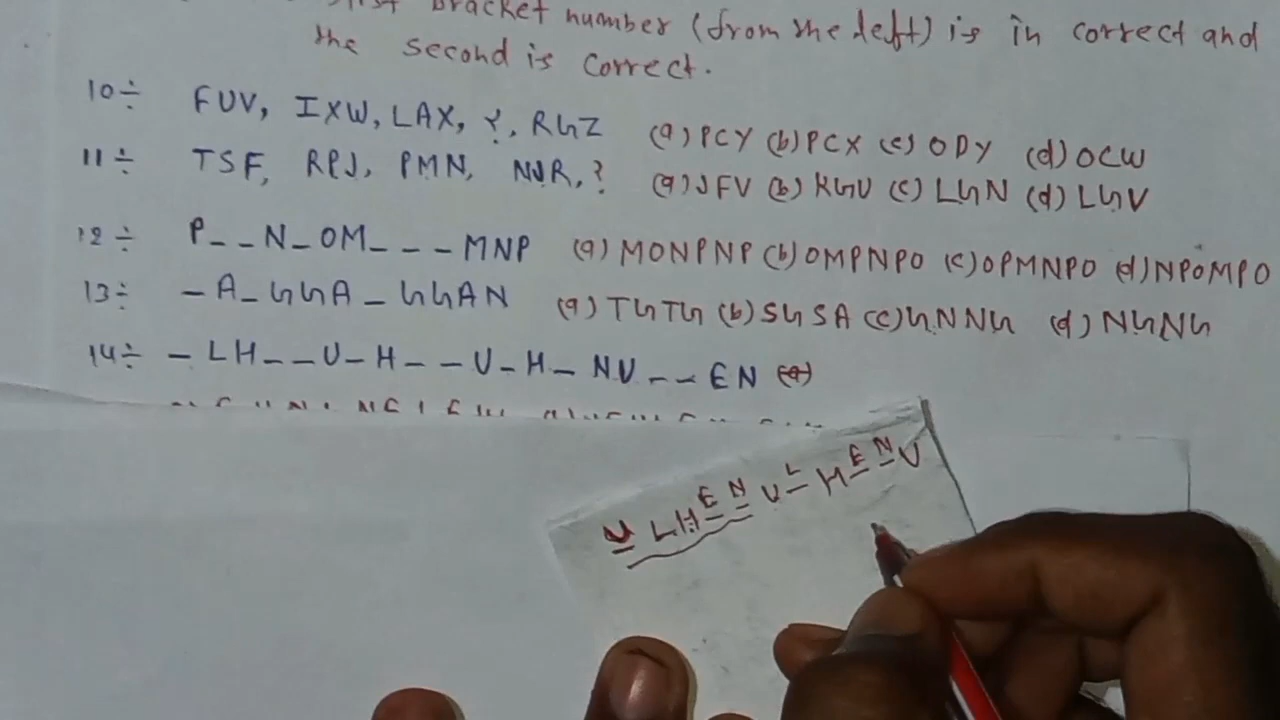 bracket number (from the left) is in correct and
the second is correct.
10÷ FUV, IXW, LAX, ?, RGZ (a) PCY (b) PCX (c) ODY (d) OCW
11÷ TSF, RPJ, PMN, NJR, ? (a) JFV (b) KGU (c) LGN (d) LGV
12÷ P_ _N_OM_ _ _MNP (a) MONPNP (b) OMPNPO (c) OPMNPO (d) NPOMPO
13÷ _A_GGA_GGAN (a) TGTG (b) SGSA (c) GNNG (d) NGNG
14÷ _LH_ _U_H_ _U_H_NU_ _EN (a)
U LHEN U L HENU